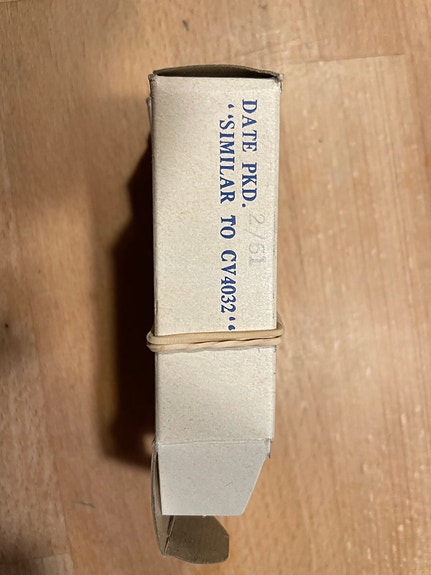 DATE PKD. 2/61
‘‘SIMILAR TO CV4032’‘